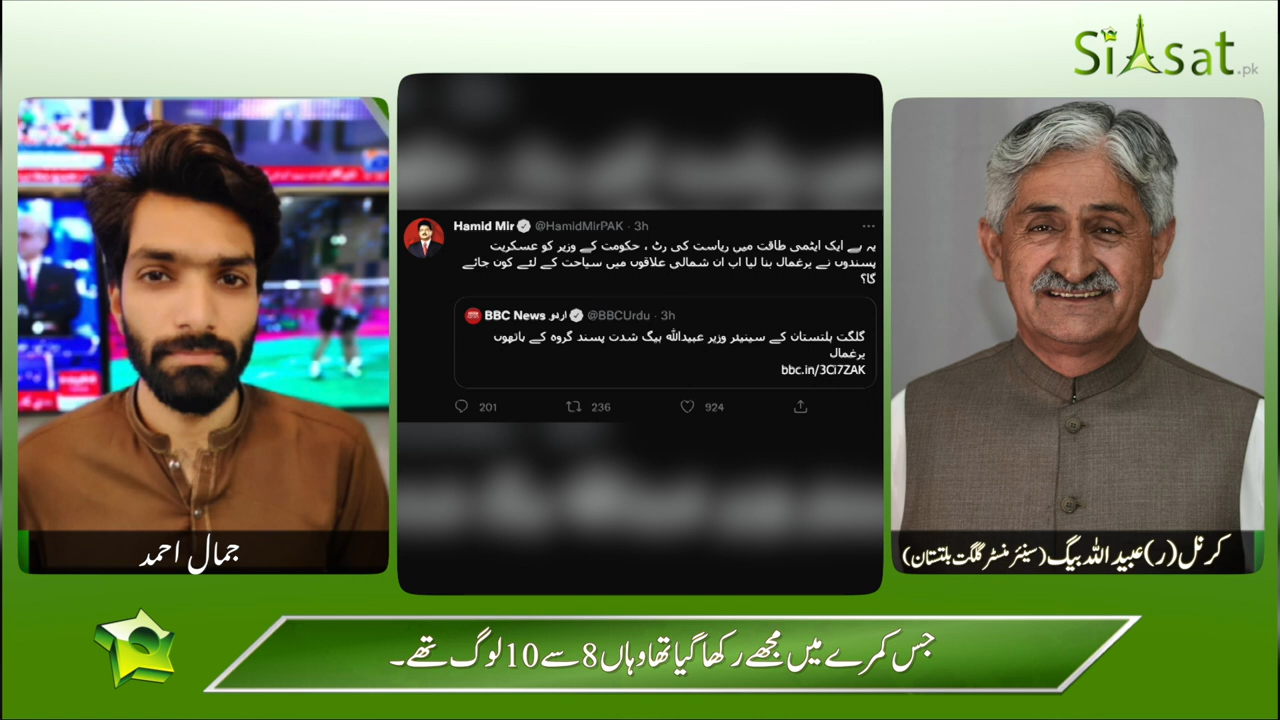 SiAsat.pk
Hamid Mir @HamidMirPAK · 3h
یہ ہے ایک ایٹمی طاقت میں ریاست کی رٹ ، حکومت کے وزیر کو عسکریت
پسندوں نے یرغمال بنا لیا اب ان شمالی علاقوں میں سیاحت کے لئے کون جائے
گا؟
BBC News اردو @BBCUrdu · 3h
گلگت بلتستان کے سینیئر وزیر عبیداللہ بیگ شدت پسند گروہ کے ہاتھوں
یرغمال
bbc.in/3Ci7ZAK
201 236 924
جمال احمد
کرنل (ر) عبید اللہ بیگ (سینئر منسٹر گلگت بلتستان)
جس کمرے میں مجھے رکھا گیا تھا وہاں 8 سے 10 لوگ تھے۔